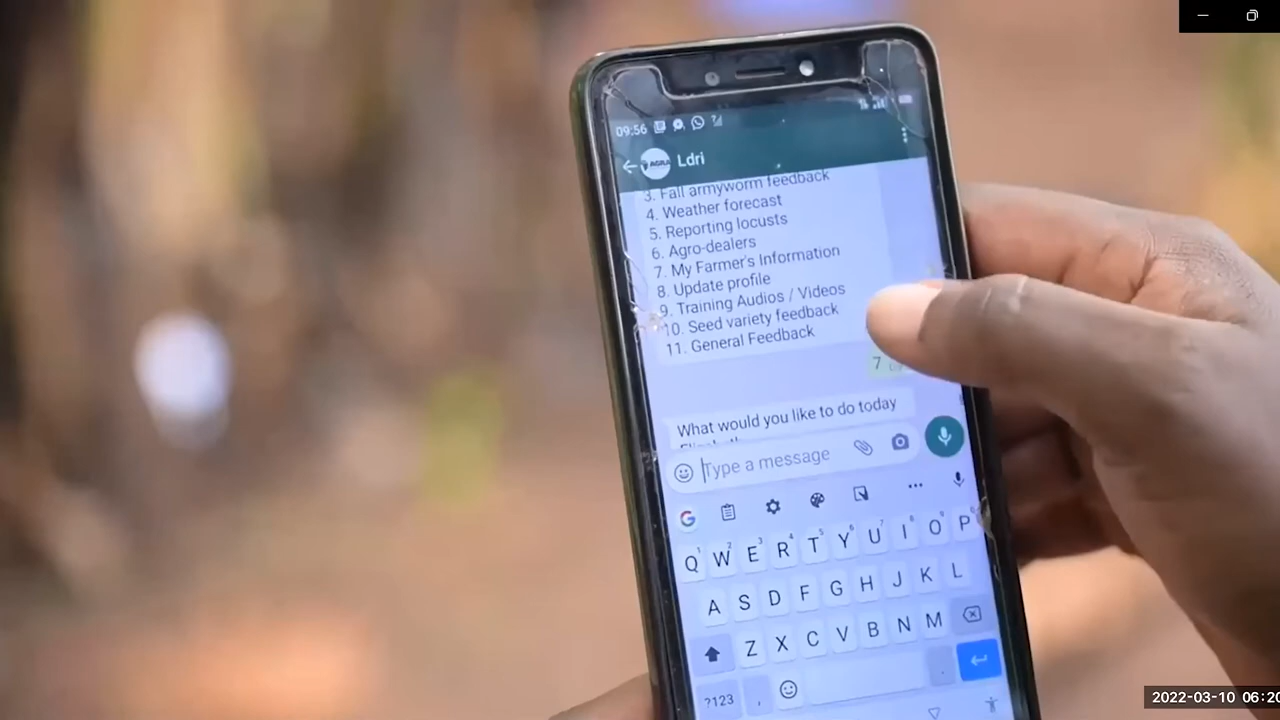 09:56
AGRA Ldri
3. Fall armyworm feedback
4. Weather forecast
5. Reporting locusts
6. Agro-dealers
7. My Farmer's Information
8. Update profile
9. Training Audios / Videos
10. Seed variety feedback
11. General Feedback
7
What would you like to do today
Type a message
G
Q W E R T Y U I O P
A S D F G H J K L
Z X C V B N M
?123 , .
2022-03-10 06:20